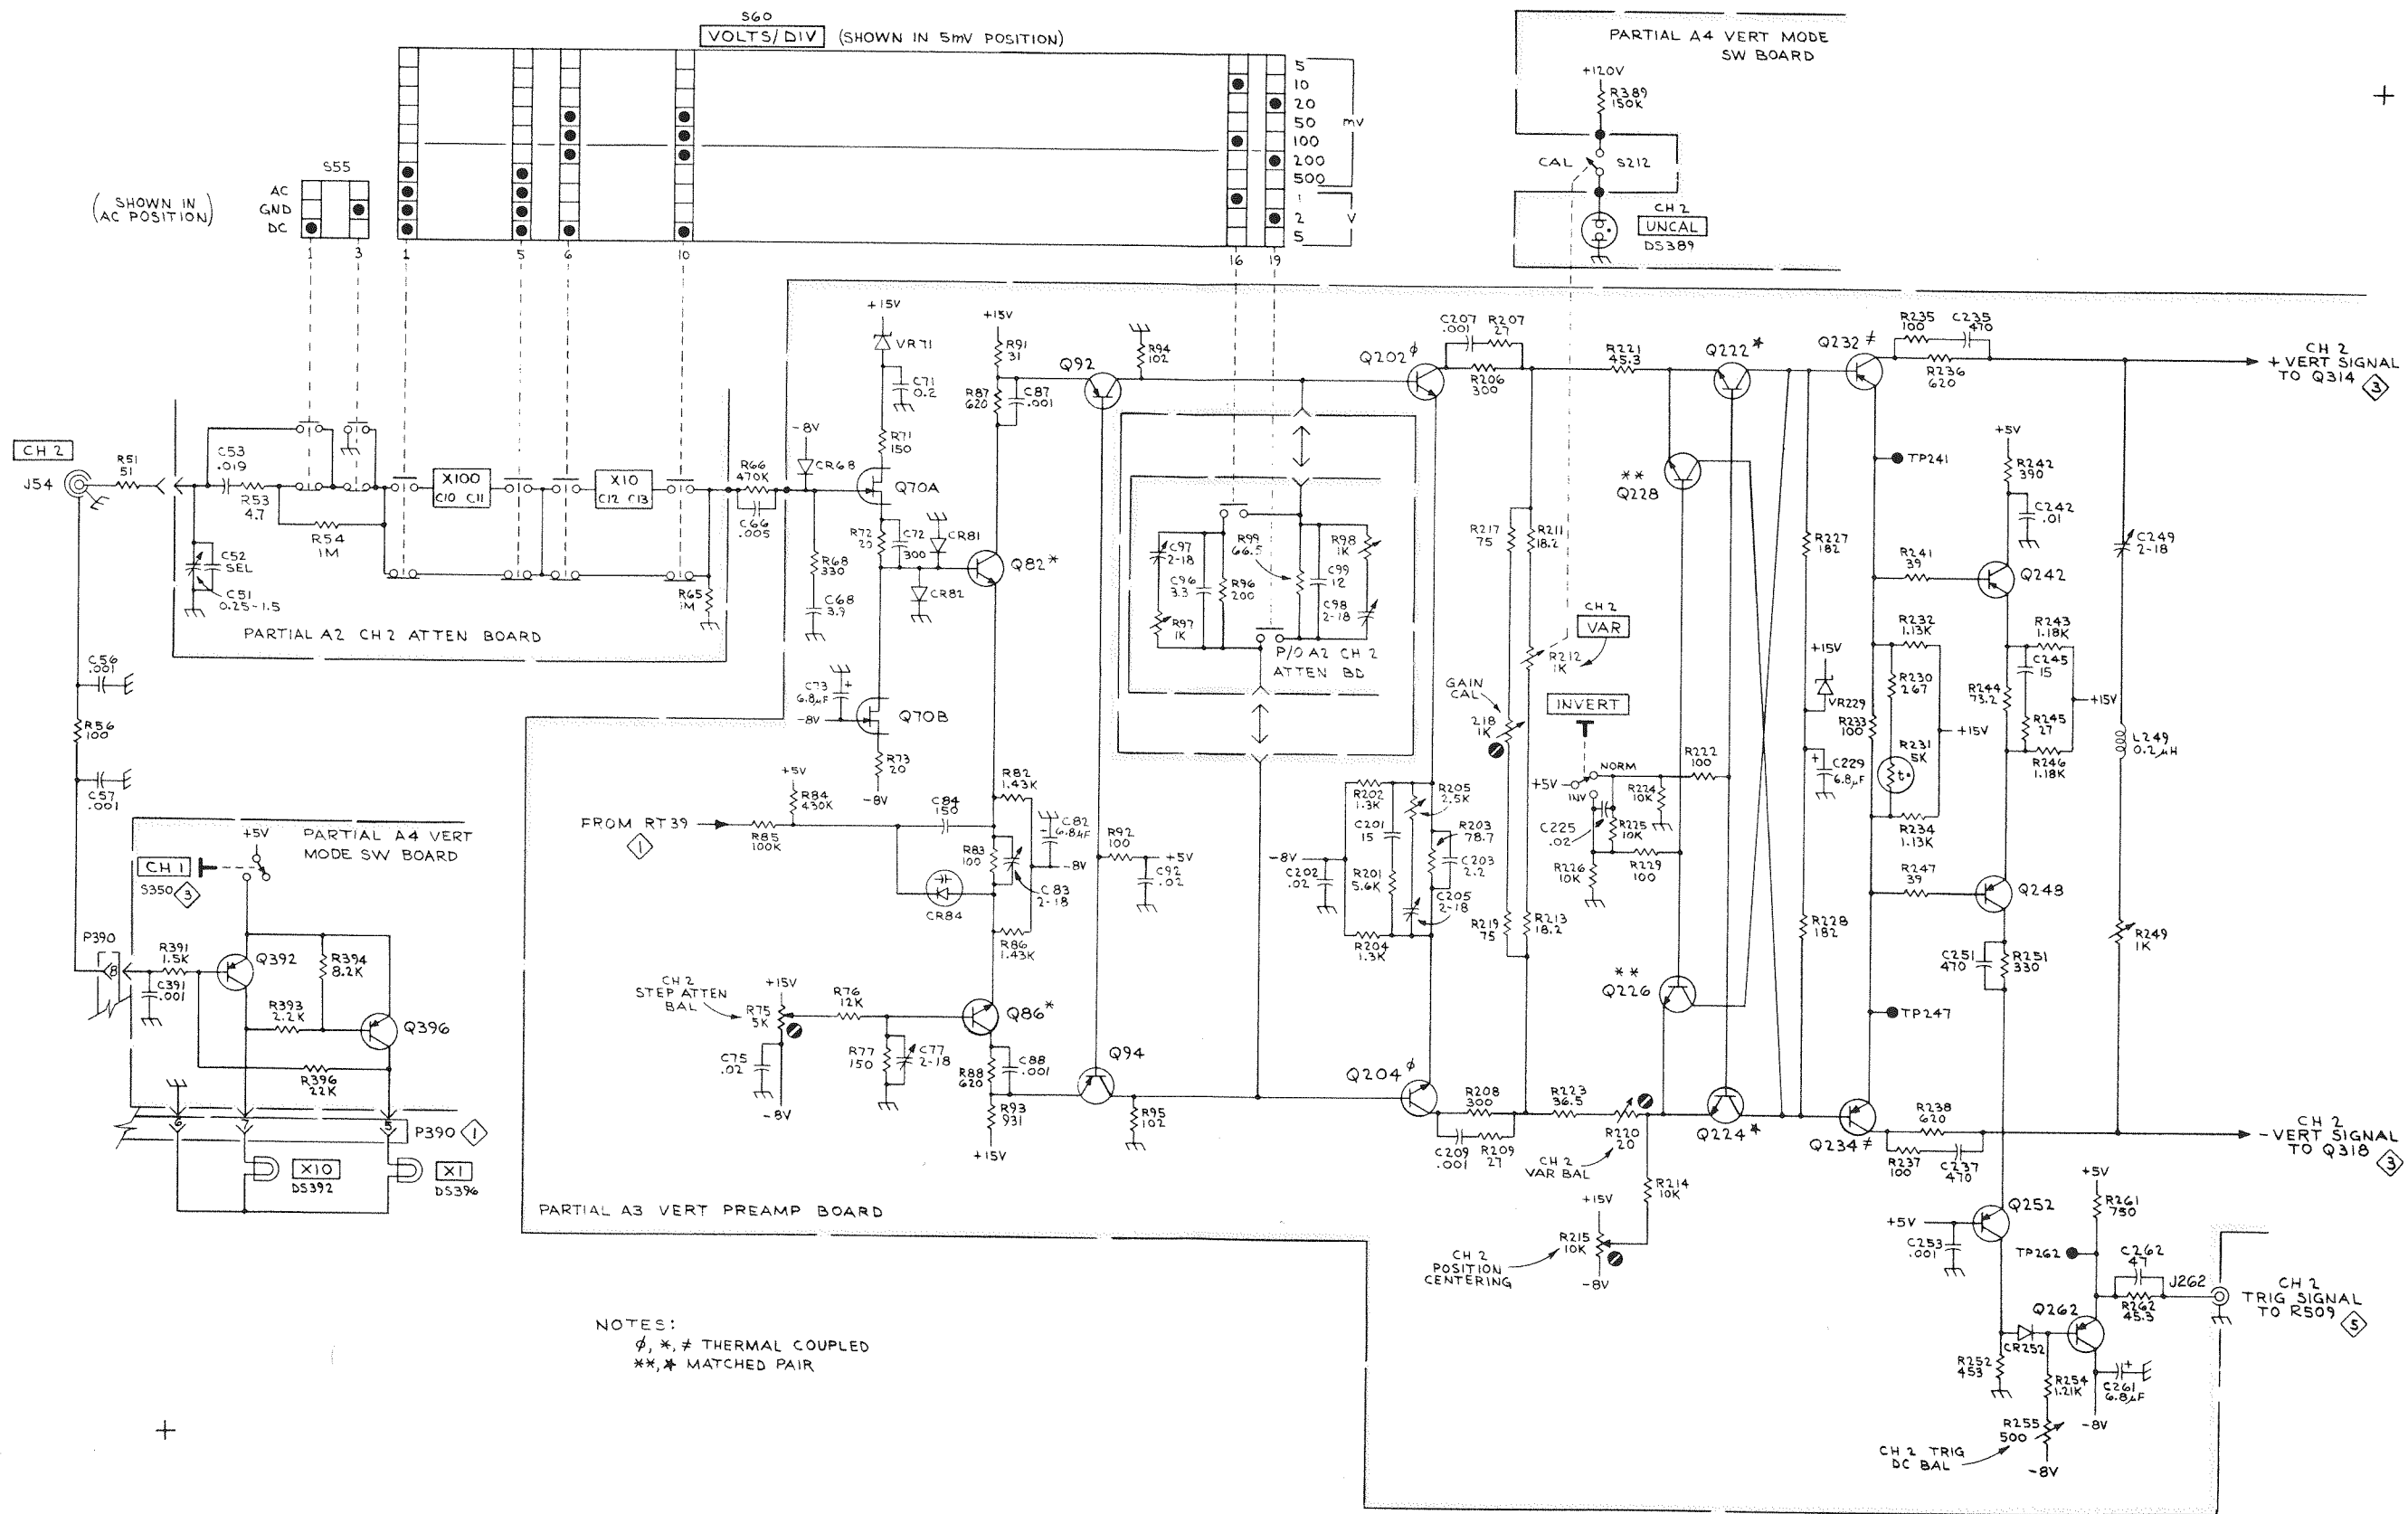 S60
VOLTS/DIV (SHOWN IN 5mV POSITION)
5
10
20
50
100
200
500
mV
1
2
5
V
S55
AC
GND
DC
(SHOWN IN
AC POSITION)
1
3
1
5
6
10
16
19
PARTIAL A4 VERT MODE
SW BOARD
+120V
R389
150K
CAL
S212
CH 2
UNCAL
DS389
CH 2
J54
R51
51
C53
.019
R53
4.7
R54
1M
C52
SEL
C51
0.25-1.5
X100
C10 C11
X10
C12 C13
R65
1M
R66
470K
C66
.005
PARTIAL A2 CH 2 ATTEN BOARD
C56
.001
R56
100
C57
.001
-8V
CR68
R68
330
C68
3.9
+15V
VR71
C71
0.2
R71
150
Q70A
R72
20
C72
300
CR81
CR82
Q82*
C73
6.8µF
-8V
Q70B
R73
20
-8V
+15V
R91
31
R87
620
C87
.001
Q92
R94
102
R99
66.5
R98
1K
C97
2-18
C96
3.3
R96
200
C99
12
C98
2-18
R97
1K
P/O A2 CH 2
ATTEN BD
FROM RT39
1
+5V
R84
430K
R85
100K
C84
150
R82
1.43K
C82
6.8µF
R83
100
-8V
C83
2-18
CR84
R86
1.43K
R92
100
+5V
C92
.02
CH 2
STEP ATTEN
BAL
+15V
R75
5K
C75
.02
-8V
R76
12K
R77
150
C77
2-18
Q86*
R88
620
C88
.001
R93
931
+15V
Q94
R95
102
PARTIAL A3 VERT PREAMP BOARD
Q202ϕ
C207
.001
R207
27
R206
300
R221
45.3
Q222*
Q232≠
R235
100
C235
470
R236
620
CH 2
+ VERT SIGNAL
TO Q314
3
R217
75
R211
18.2
**
Q228
CH 2
VAR
R212
1K
GAIN
CAL
218
1K
INVERT
+5V
NORM
INV
R222
100
R224
10K
C225
.02
R225
10K
R226
10K
R229
100
R227
182
+15V
VR229
C229
6.8µF
R228
182
R202
1.3K
R205
2.5K
C201
15
R203
78.7
-8V
C202
.02
R201
5.6K
C203
2.2
C205
2-18
R204
1.3K
R219
75
R213
18.2
**
Q226
Q204ϕ
R208
300
C209
.001
R209
27
R223
36.5
R220
20
CH 2
VAR BAL
Q224*
R214
10K
+15V
R215
10K
-8V
CH 2
POSITION
CENTERING
TP241
R241
39
R232
1.13K
R230
267
R233
100
R231
5K
t°
+15V
R234
1.13K
R247
39
TP247
Q234≠
+5V
R242
390
C242
.01
Q242
R243
1.18K
C245
15
R244
73.2
R245
27
+15V
R246
1.18K
Q248
C251
470
R251
330
C249
2-18
L249
0.2µH
R249
1K
R238
620
R237
100
C237
470
CH 2
-VERT SIGNAL
TO Q318
3
+5V
C253
.001
Q252
+5V
R261
750
TP262
C262
47
R262
45.3
J262
CH 2
TRIG SIGNAL
TO R509
5
Q262
CR252
R252
453
R254
1.21K
C261
6.8µF
-8V
R255
500
-8V
CH 2 TRIG
DC BAL
PARTIAL A4 VERT
MODE SW BOARD
+5V
CH 1
S350
3
P390
8
R391
1.5K
C391
.001
Q392
R394
8.2K
R393
2.2K
Q396
R396
22K
6
7
5
P390
1
X10
DS392
X1
DS396
NOTES:
ϕ, *, ≠ THERMAL COUPLED
**, * MATCHED PAIR